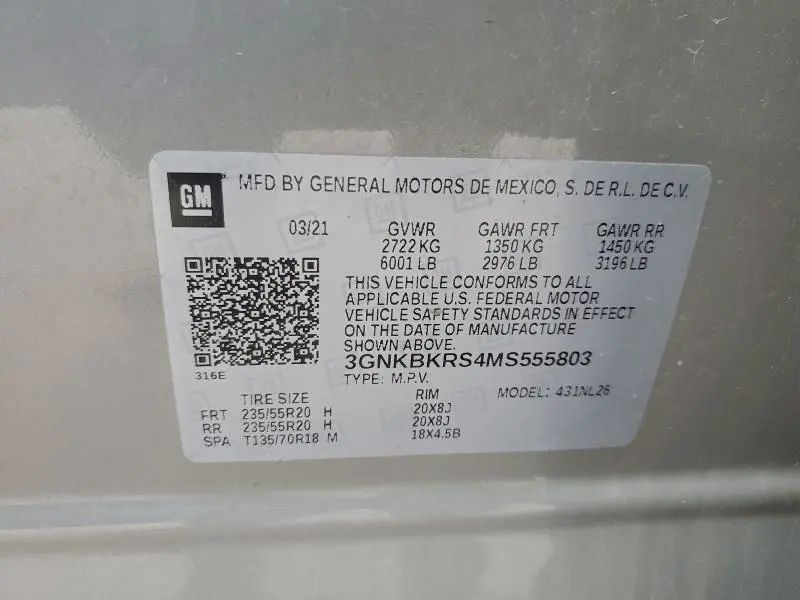 GM MFD BY GENERAL MOTORS DE MEXICO, S. DE R.L. DE C.V.
03/21 GVWR GAWR FRT GAWR RR
2722 KG 1350 KG 1450 KG
6001 LB 2976 LB 3196 LB
THIS VEHICLE CONFORMS TO ALL
APPLICABLE U.S. FEDERAL MOTOR
VEHICLE SAFETY STANDARDS IN EFFECT
ON THE DATE OF MANUFACTURE
SHOWN ABOVE.
3GNKBKRS4MS555803
316E TYPE: M.P.V. MODEL: 431NL26
TIRE SIZE RIM
FRT 235/55R20 H 20X8J
RR 235/55R20 H 20X8J
SPA T135/70R18 M 18X4.5B